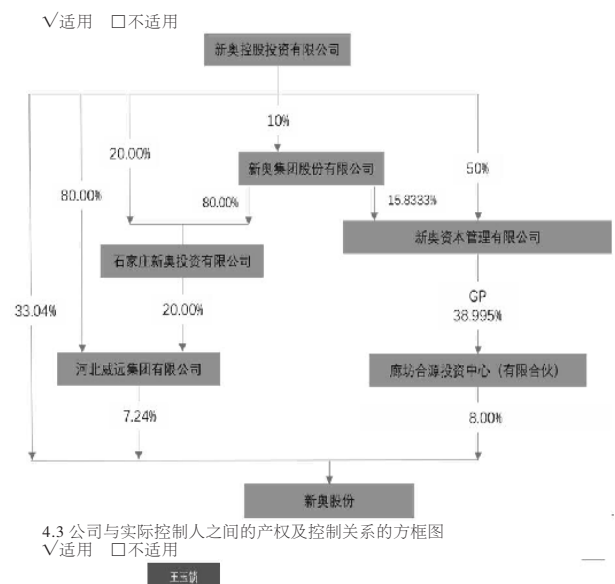 √适用 □不适用
新奥控股投资有限公司
10%
20.00%
新奥集团股份有限公司
50%
80.00%
80.00%
15.8333%
新奥资本管理有限公司
石家庄新奥投资有限公司
GP
38.995%
33.04%
20.00%
河北威远集团有限公司
廊坊合源投资中心（有限合伙）
7.24%
8.00%
新奥股份
4.3 公司与实际控制人之间的产权及控制关系的方框图
√适用 □不适用
王玉锁